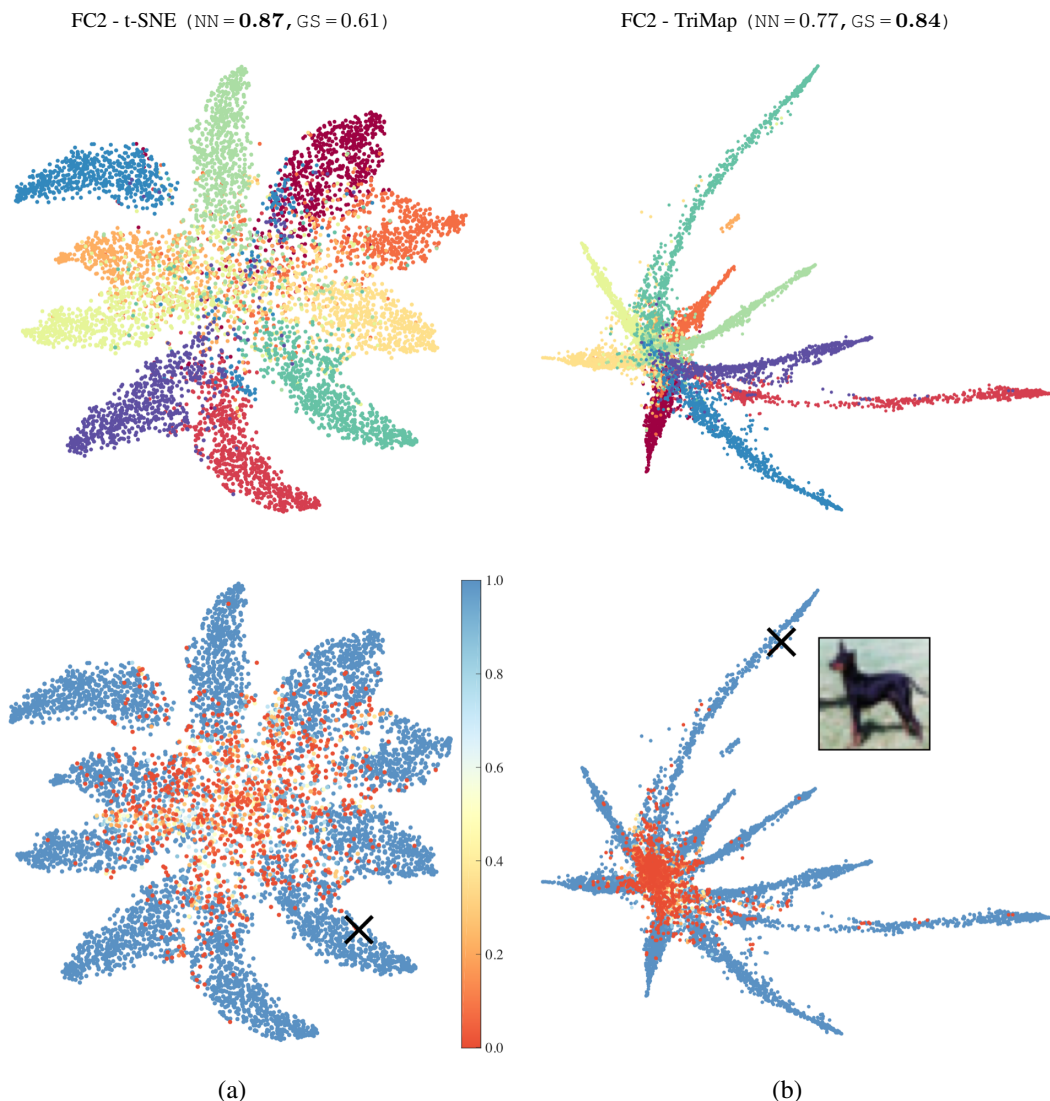 FC2 - t-SNE (NN = 0.87, GS = 0.61)
FC2 - TriMap (NN = 0.77, GS = 0.84)
1.0
0.8
0.6
0.4
0.2
0.0
(a)
(b)